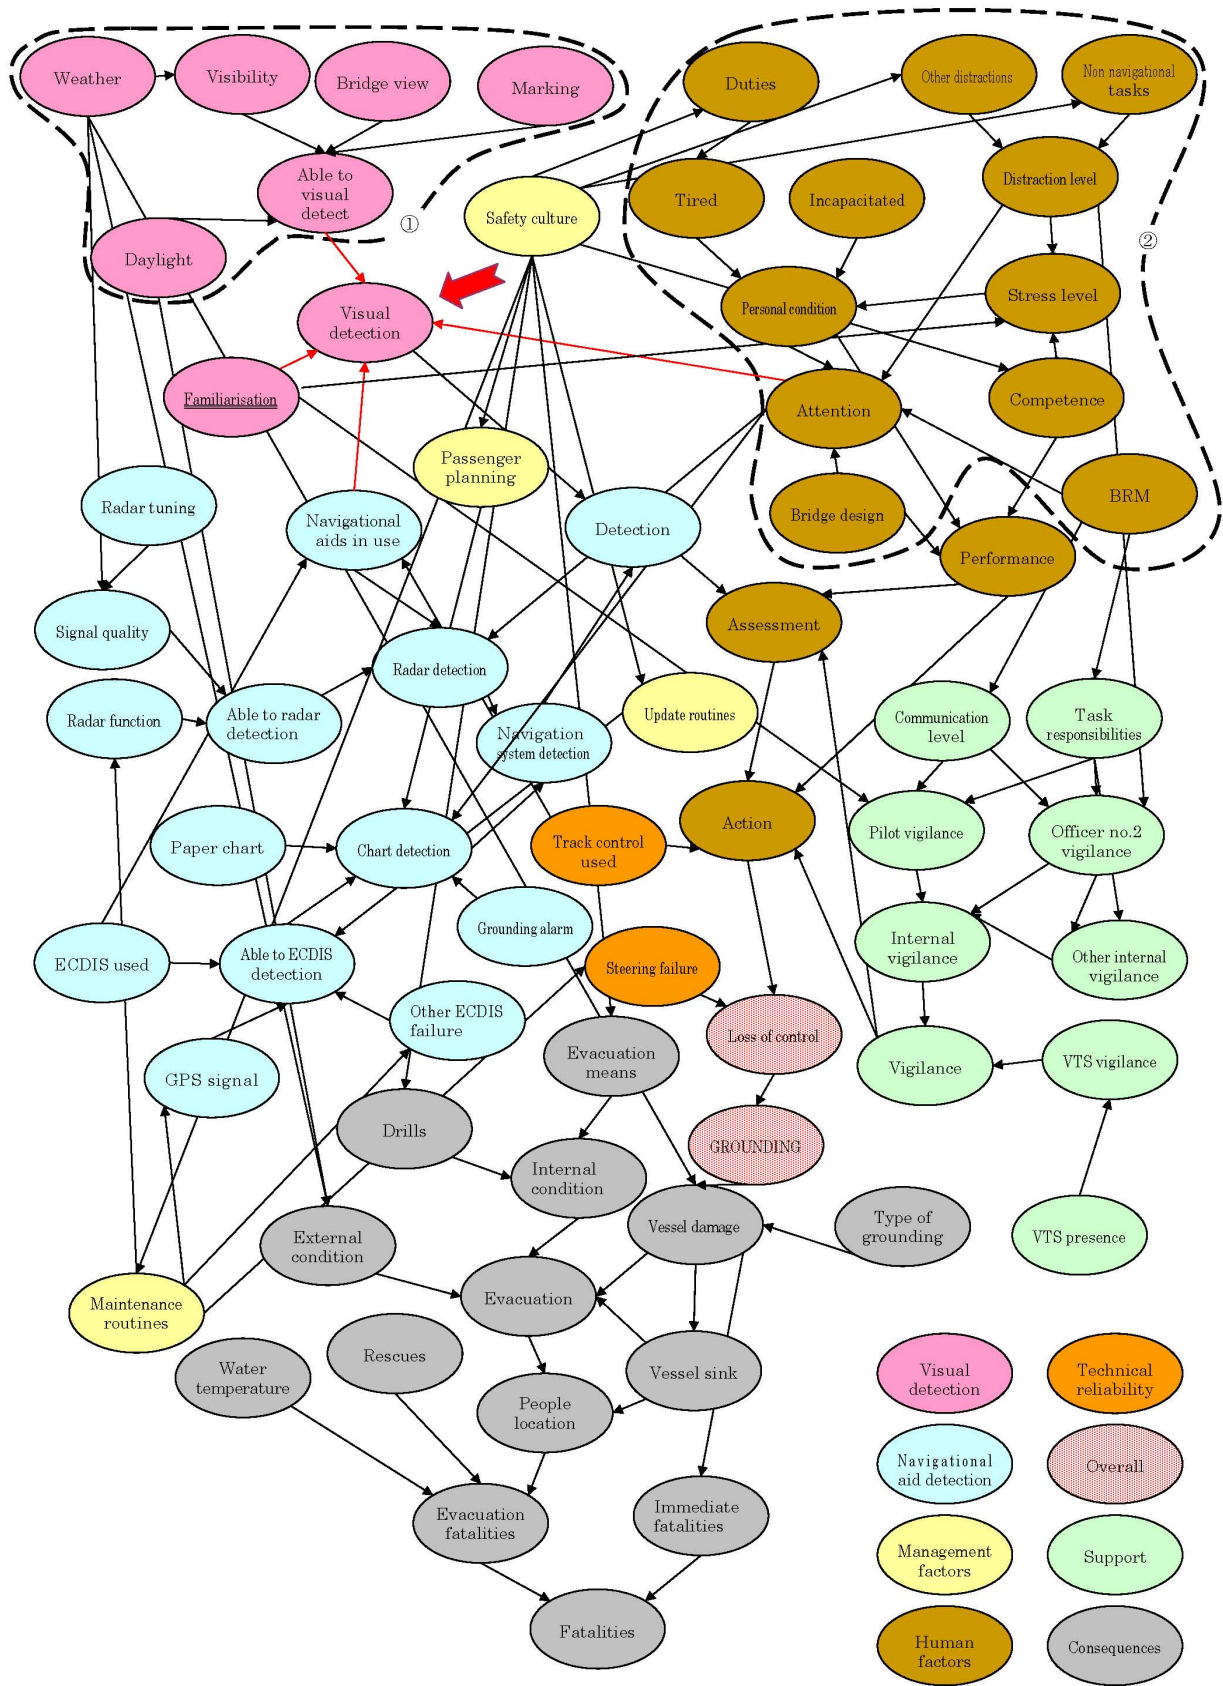 Weather
Visibility
Bridge view
Marking
Duties
Other distractions
Non navigational
tasks
Able to
visual
detect
①
Tired
Incapacitated
Distraction level
Safety culture
②
Daylight
Visual
detection
Personal condition
Stress level
Familiarisation
Attention
Competence
Passenger
planning
Radar tuning
Navigational
aids in use
Detection
Bridge design
BRM
Performance
Signal quality
Assessment
Radar detection
Radar function
Able to radar
detection
Navigation
system detection
Update routines
Communication
level
Task
responsibilities
Paper chart
Chart detection
Track control
used
Action
Pilot vigilance
Officer no.2
vigilance
Grounding alarm
ECDIS used
Able to ECDIS
detection
Steering failure
Internal
vigilance
Other internal
vigilance
Other ECDIS
failure
Loss of control
GPS signal
Evacuation
means
Vigilance
VTS vigilance
Drills
GROUNDING
Internal
condition
External
condition
Vessel damage
Type of
grounding
VTS presence
Maintenance
routines
Evacuation
Water
temperature
Rescues
Vessel sink
People
location
Evacuation
fatalities
Immediate
fatalities
Fatalities
Visual
detection
Technical
reliability
Navigational
aid detection
Overall
Management
factors
Support
Human
factors
Consequences